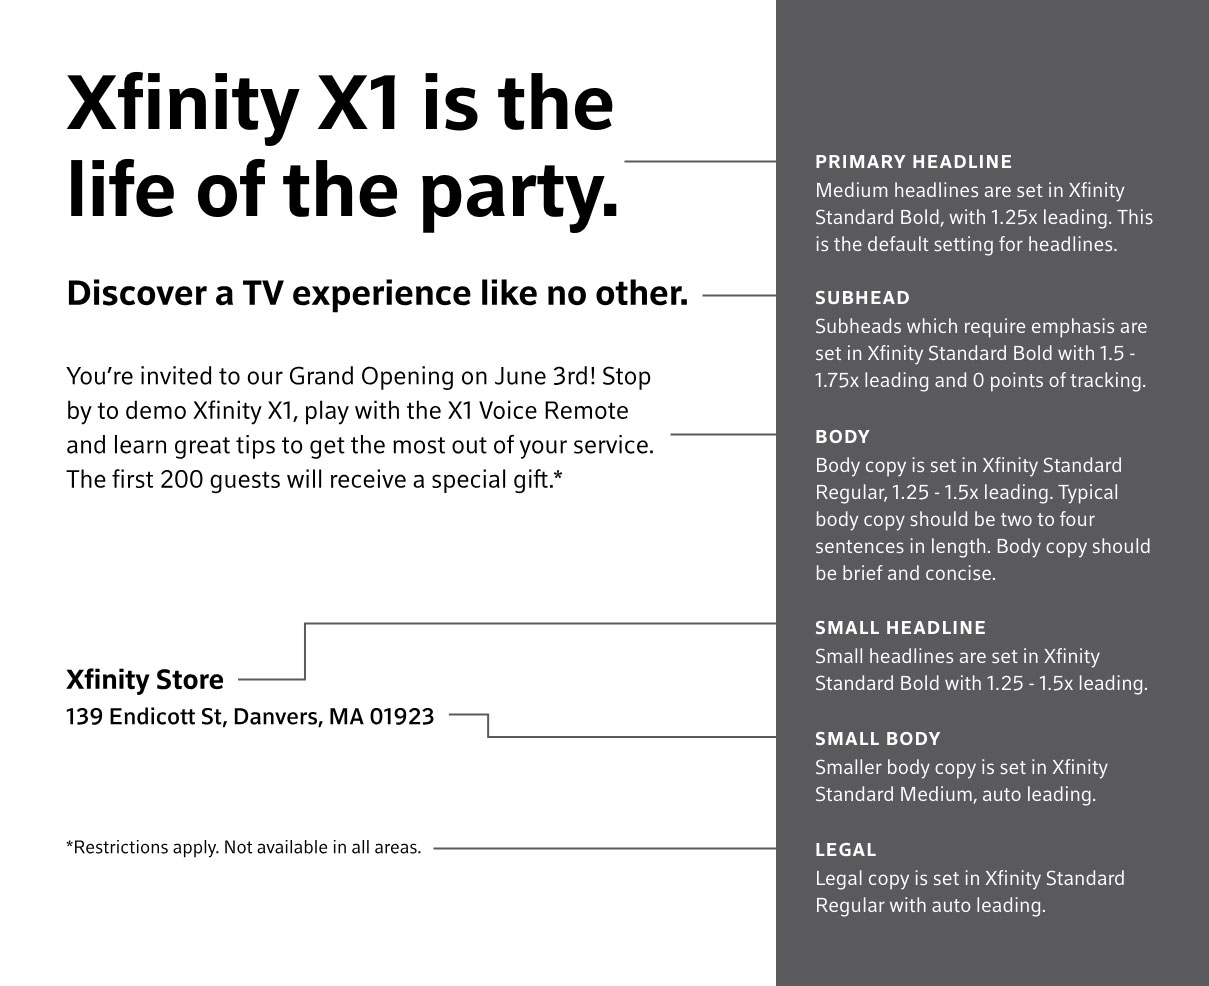 Xfinity X1 is the
life of the party.
Discover a TV experience like no other.
You’re invited to our Grand Opening on June 3rd! Stop
by to demo Xfinity X1, play with the X1 Voice Remote
and learn great tips to get the most out of your service.
The first 200 guests will receive a special gift.*
Xfinity Store
139 Endicott St, Danvers, MA 01923
*Restrictions apply. Not available in all areas.
PRIMARY HEADLINE
Medium headlines are set in Xfinity
Standard Bold, with 1.25x leading. This
is the default setting for headlines.
SUBHEAD
Subheads which require emphasis are
set in Xfinity Standard Bold with 1.5 -
1.75x leading and 0 points of tracking.
BODY
Body copy is set in Xfinity Standard
Regular, 1.25 - 1.5x leading. Typical
body copy should be two to four
sentences in length. Body copy should
be brief and concise.
SMALL HEADLINE
Small headlines are set in Xfinity
Standard Bold with 1.25 - 1.5x leading.
SMALL BODY
Smaller body copy is set in Xfinity
Standard Medium, auto leading.
LEGAL
Legal copy is set in Xfinity Standard
Regular with auto leading.